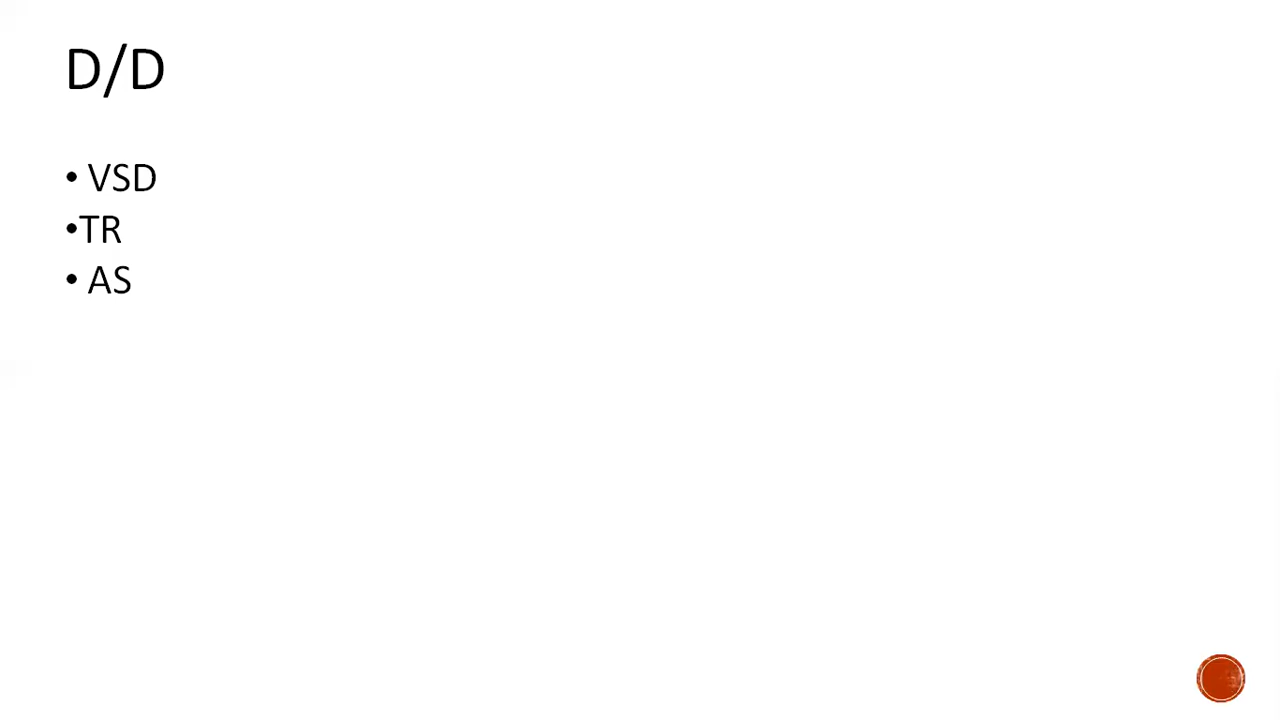 D/D
• VSD
•TR
• AS